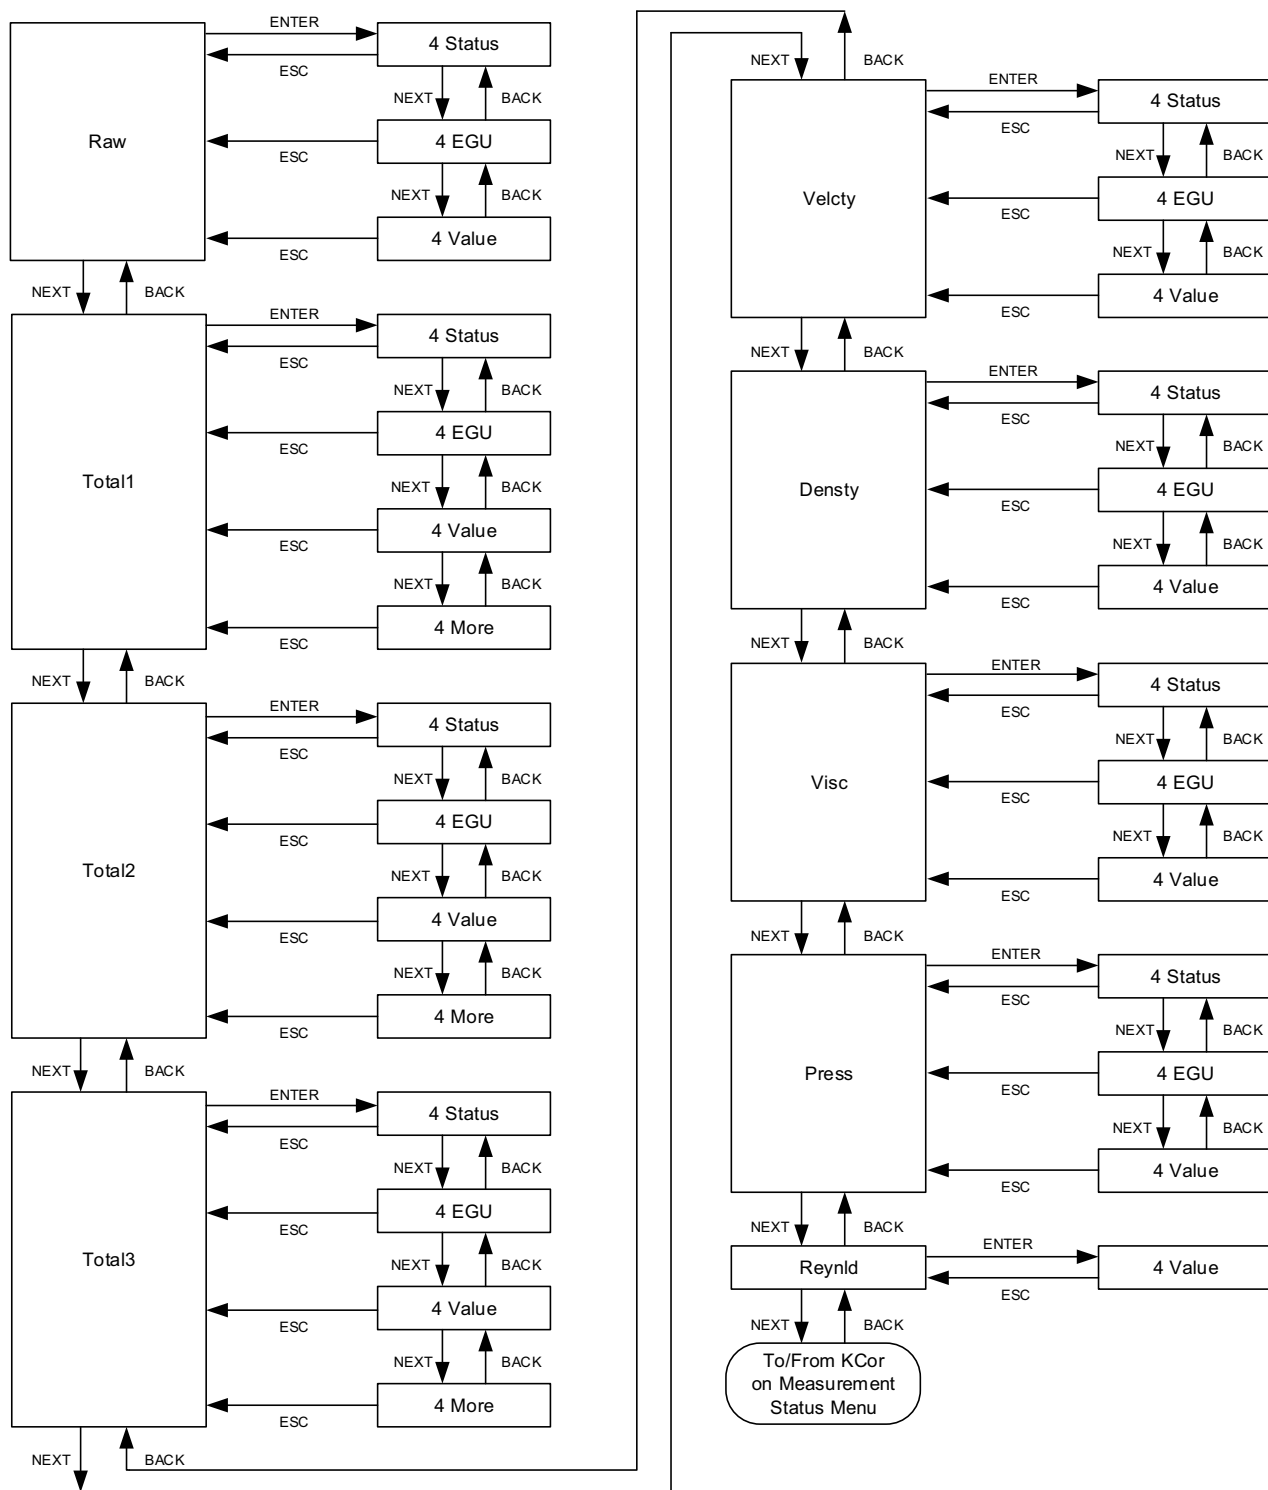 ENTER
4 Status
ESC
NEXT
BACK
Raw
4 EGU
ESC
NEXT
BACK
4 Value
ESC
NEXT
BACK
ENTER
4 Status
ESC
NEXT
BACK
4 EGU
ESC
Total1
NEXT
BACK
4 Value
ESC
NEXT
BACK
4 More
ESC
NEXT
BACK
ENTER
4 Status
ESC
NEXT
BACK
4 EGU
ESC
Total2
NEXT
BACK
4 Value
ESC
NEXT
BACK
4 More
ESC
NEXT
BACK
ENTER
4 Status
ESC
NEXT
BACK
4 EGU
ESC
Total3
NEXT
BACK
4 Value
ESC
NEXT
BACK
4 More
ESC
NEXT
BACK
NEXT
BACK
ENTER
4 Status
ESC
NEXT
BACK
Velcty
4 EGU
ESC
NEXT
BACK
4 Value
ESC
NEXT
BACK
ENTER
4 Status
ESC
NEXT
BACK
Densty
4 EGU
ESC
NEXT
BACK
4 Value
ESC
NEXT
BACK
ENTER
4 Status
ESC
NEXT
BACK
Visc
4 EGU
ESC
NEXT
BACK
4 Value
ESC
NEXT
BACK
ENTER
4 Status
ESC
NEXT
BACK
Press
4 EGU
ESC
NEXT
BACK
4 Value
ESC
NEXT
BACK
ENTER
Reynld
4 Value
ESC
NEXT
BACK
To/From KCor
on Measurement
Status Menu